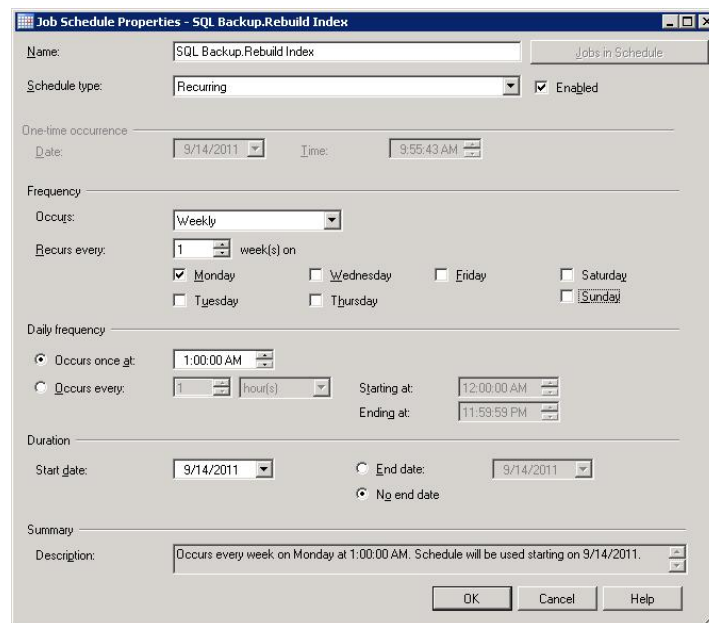 Job Schedule Properties - SQL Backup.Rebuild Index
Name: SQL Backup.Rebuild Index Jobs in Schedule
Schedule type: Recurring Enabled
One-time occurrence
Date: 9/14/2011 Time: 9:55:43 AM
Frequency
Occurs: Weekly
Recurs every: 1 week(s) on
Monday Wednesday Friday Saturday
Tuesday Thursday Sunday
Daily frequency
Occurs once at: 1:00:00 AM
Occurs every: 1 hour(s) Starting at: 12:00:00 AM
Ending at: 11:59:59 PM
Duration
Start date: 9/14/2011 End date: 9/14/2011
No end date
Summary
Description: Occurs every week on Monday at 1:00:00 AM. Schedule will be used starting on 9/14/2011.
OK Cancel Help